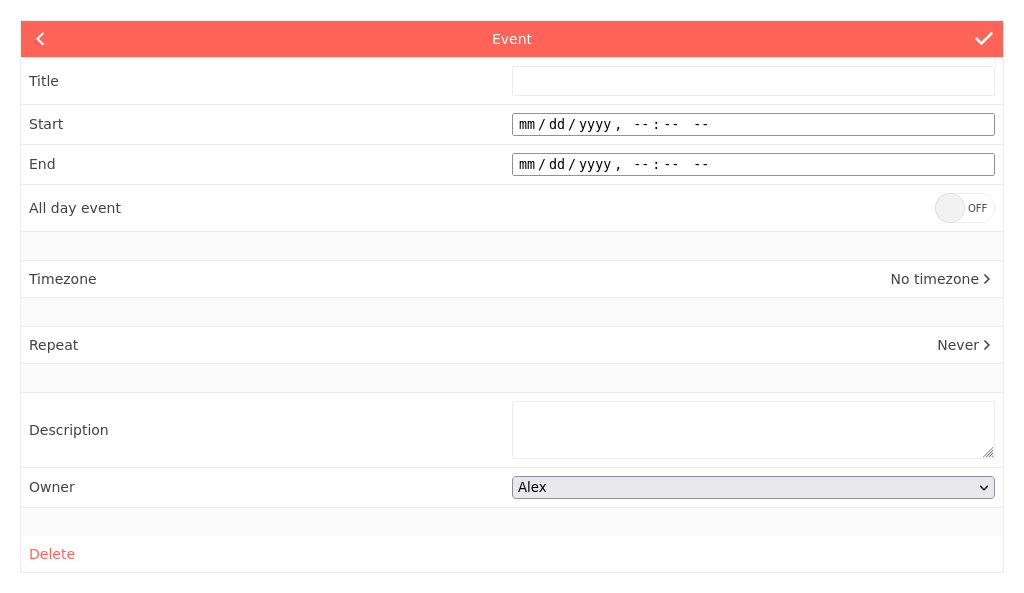 Event
Title
Start mm/dd/yyyy, --:-- --
End mm/dd/yyyy, --:-- --
All day event OFF
Timezone No timezone
Repeat Never
Description
Owner Alex
Delete